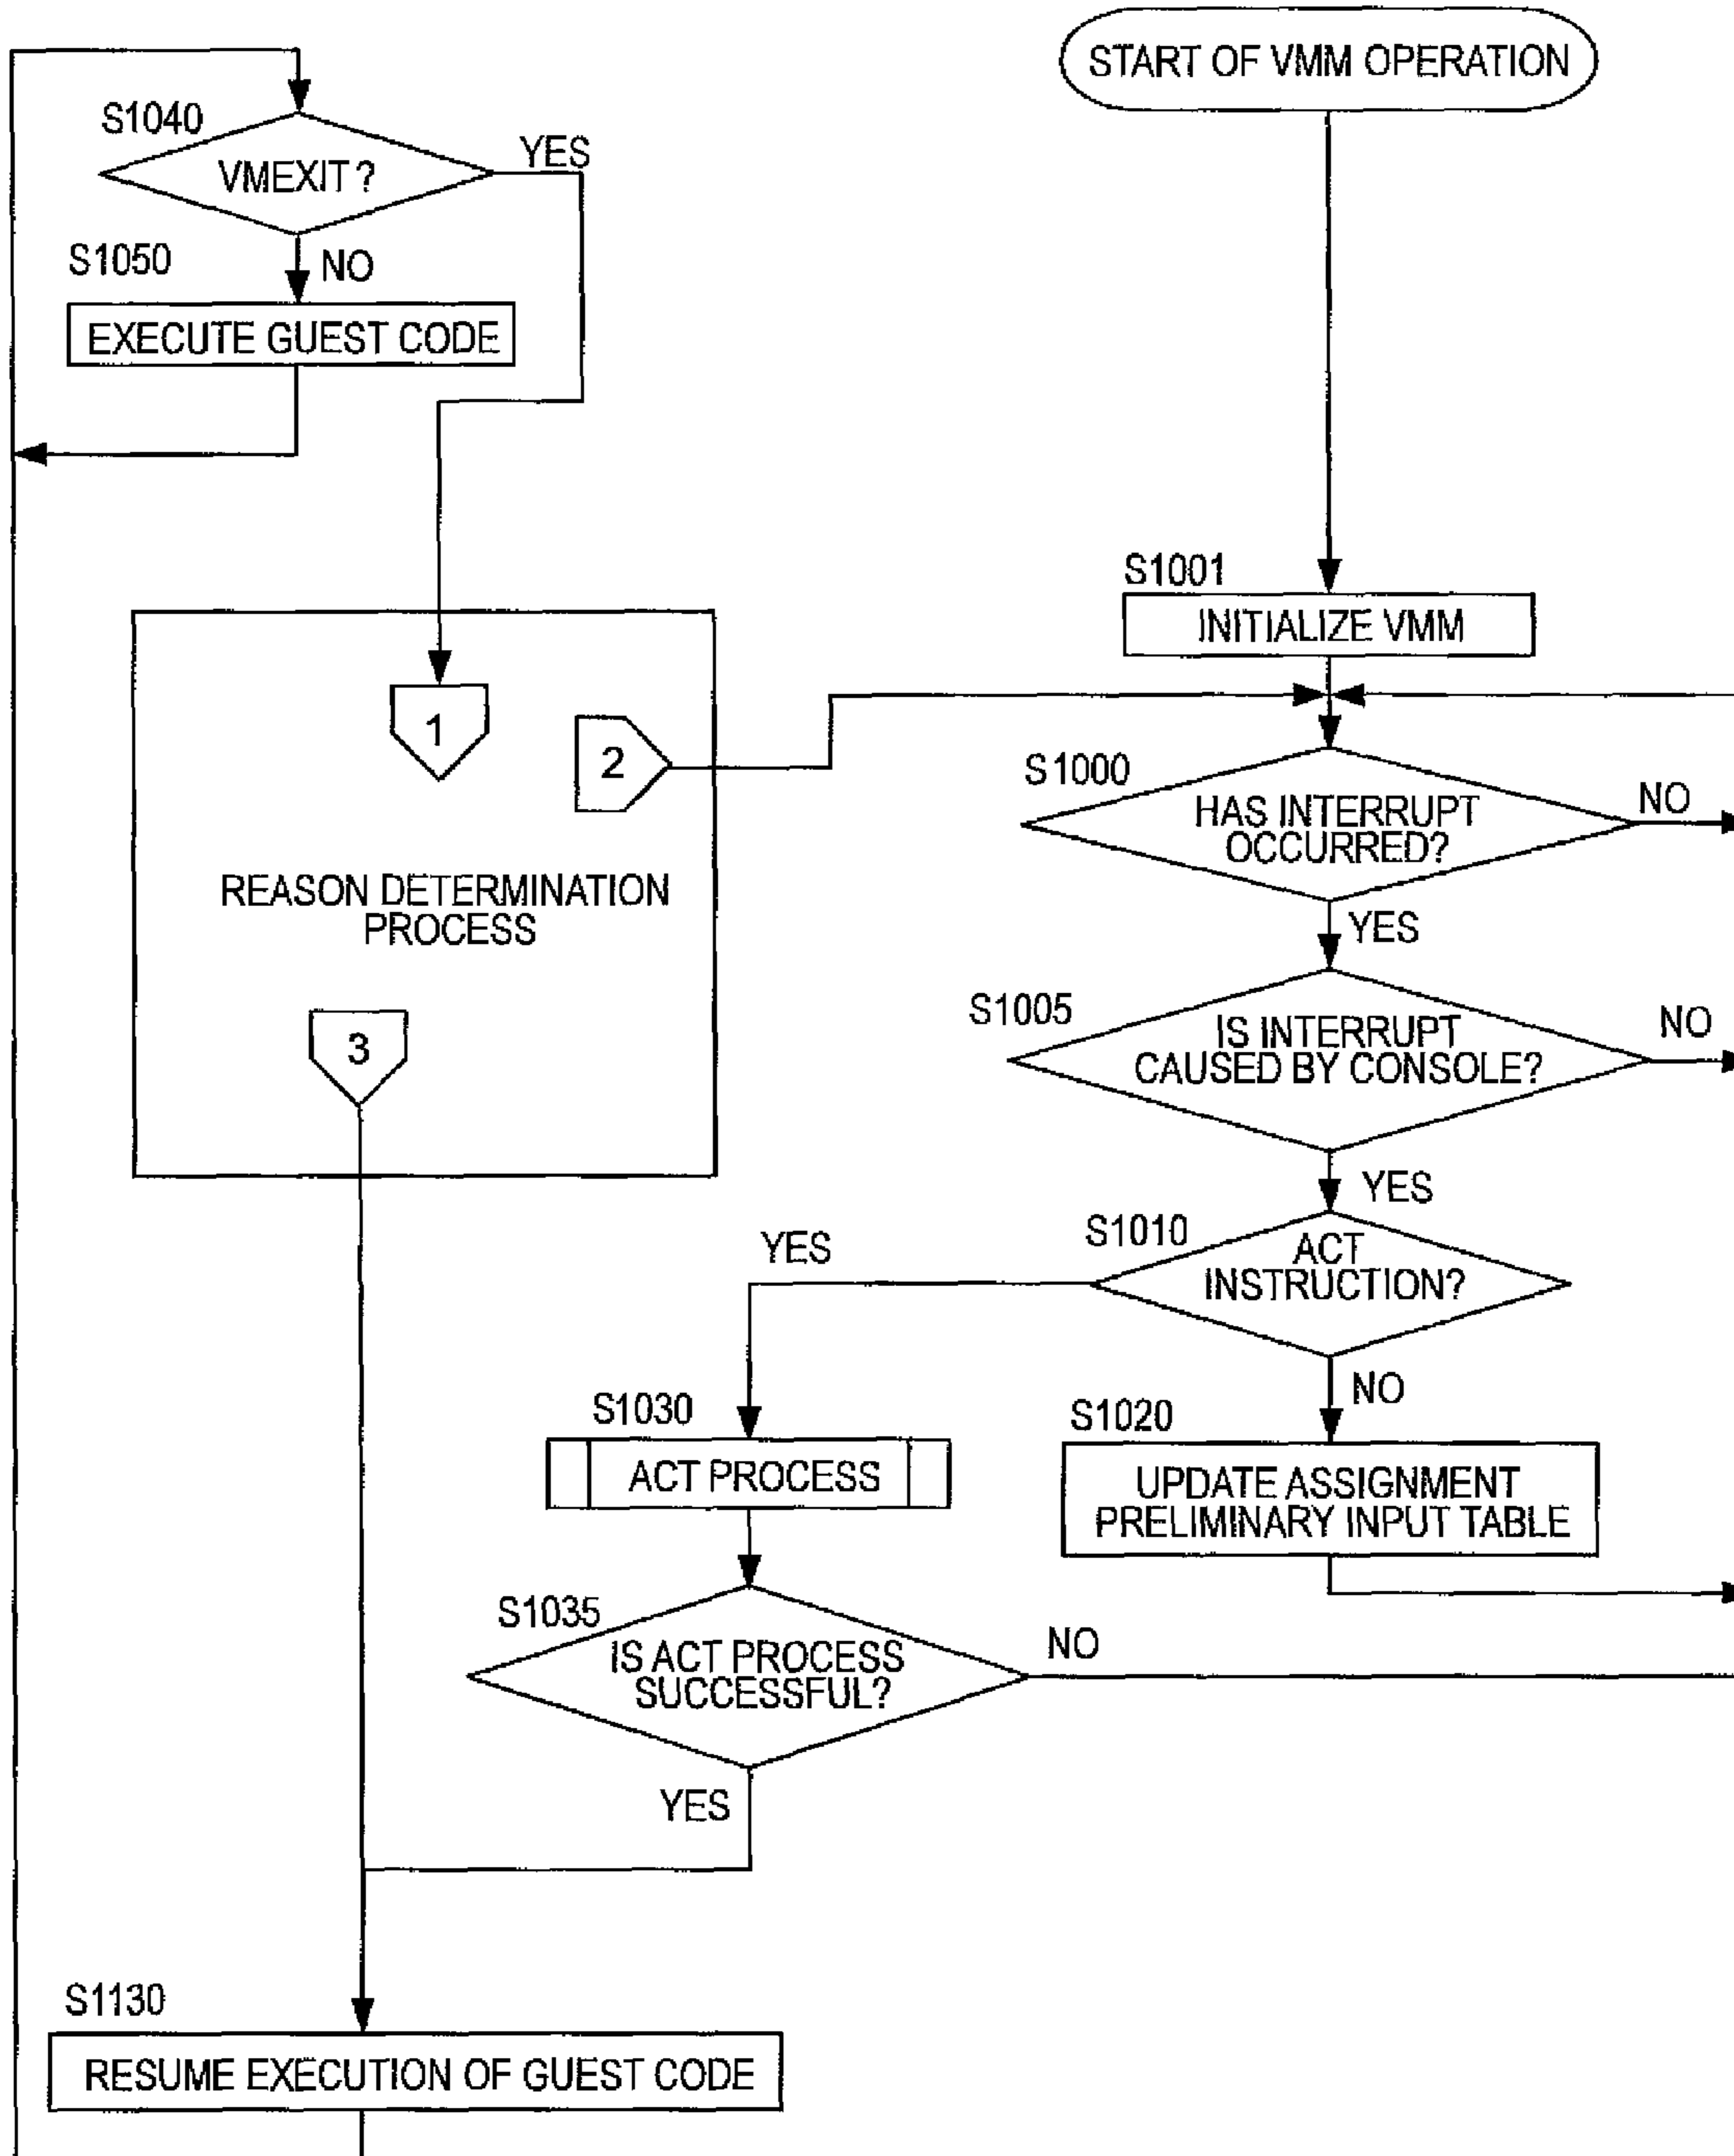 START OF VMM OPERATION
S1040
VMEXIT ?
YES
S1050
NO
EXECUTE GUEST CODE
S1001
INITIALIZE VMM
1
2
REASON DETERMINATION
PROCESS
3
S1000
HAS INTERRUPT
OCCURRED?
NO
YES
S1005
IS INTERRUPT
CAUSED BY CONSOLE?
NO
YES
S1010
ACT
INSTRUCTION?
YES
NO
S1030
ACT PROCESS
S1020
UPDATE ASSIGNMENT
PRELIMINARY INPUT TABLE
S1035
IS ACT PROCESS
SUCCESSFUL?
NO
YES
S1130
RESUME EXECUTION OF GUEST CODE